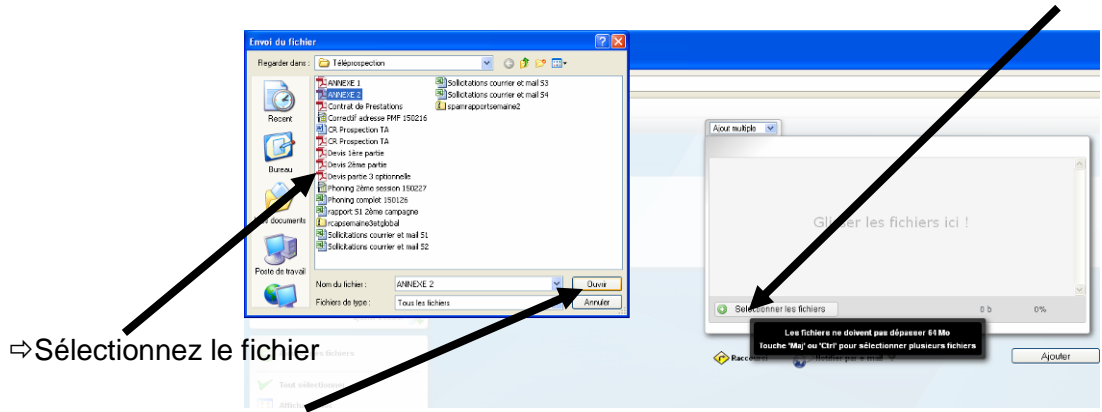 Envoi du fichier
Regarder dans :
Téléprospection
Recent
Bureau
documents
Poste de travail
ANNEXE 1
ANNEXE 2
Contrat de Prestations
Correctif adresse PMF 150216
CR Prospection TA
CR Prospection TA
Devis 1ère partie
Devis 2ème partie
Devis partie 3 optionnelle
Phoning 2ème session 150227
Phoning complet 150126
rapport S1 2ème campagne
rcapsemaine3etglobal
Sollicitations courrier et mail S1
Sollicitations courrier et mail S2
Sollicitations courrier et mail S3
Sollicitations courrier et mail S4
spamrapportsemaine2
Nom du fichier :
ANNEXE 2
Ouvrir
Fichiers de type :
Tous les fichiers
Annuler
Ajout multiple
Glisser les fichiers ici !
Sélectionner les fichiers
0 b
0%
Les fichiers ne doivent pas dépasser 64 Mo
Touche 'Maj' ou 'Ctrl' pour sélectionner plusieurs fichiers
Notifier par e-mail
Ajouter
⇨Sélectionnez le fichier
fichiers
Tout sélectionner